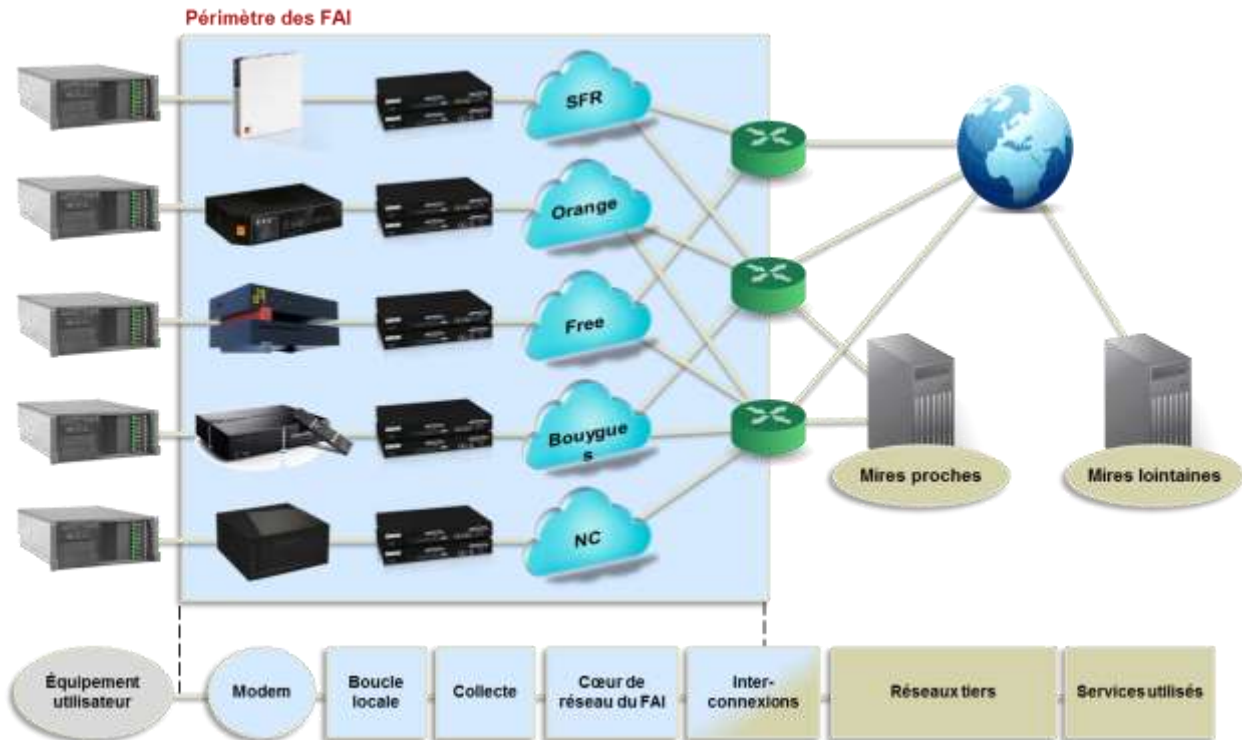 Périmètre des FAI
SFR
Orange
Free
Bouygue
s
NC
Mires proches
Mires lointaines
Équipement
utilisateur
Modem
Boucle
locale
Collecte
Cœur de
réseau du FAI
Inter-
connexions
Réseaux tiers
Services utilisés